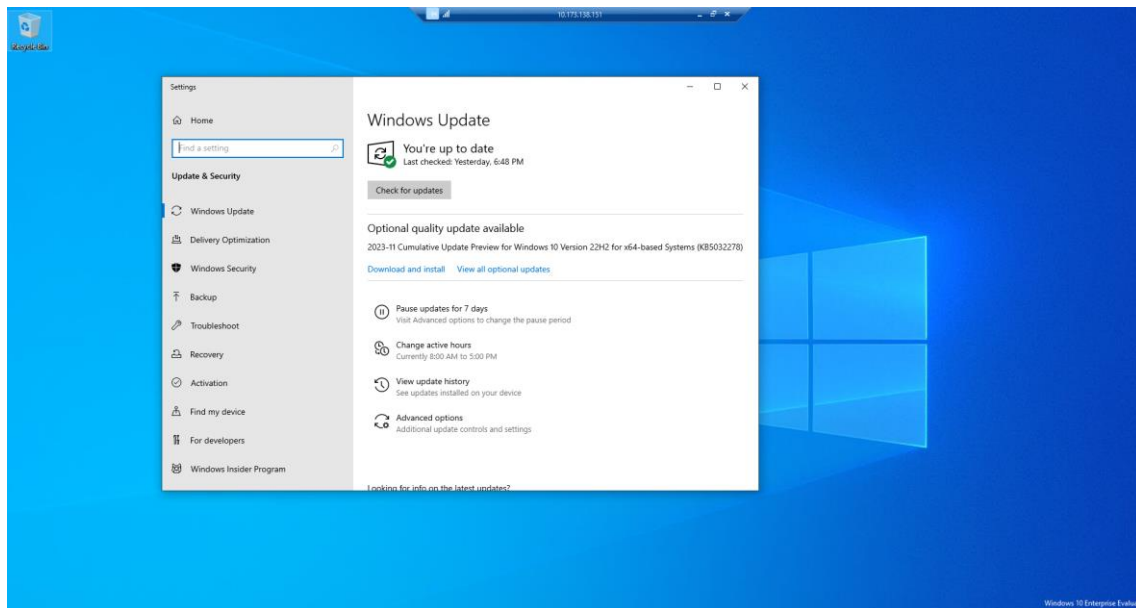 10.173.138.151
Recycle Bin
Settings
Home
Find a setting
Update & Security
Windows Update
Delivery Optimization
Windows Security
Backup
Troubleshoot
Recovery
Activation
Find my device
For developers
Windows Insider Program
Windows Update
You're up to date
Last checked: Yesterday, 6:48 PM
Check for updates
Optional quality update available
2023-11 Cumulative Update Preview for Windows 10 Version 22H2 for x64-based Systems (KB5032278)
Download and install View all optional updates
Pause updates for 7 days
Visit Advanced options to change the pause period
Change active hours
Currently 8:00 AM to 5:00 PM
View update history
See updates installed on your device
Advanced options
Additional update controls and settings
Looking for info on the latest updates?
Windows 10 Enterprise Evalu